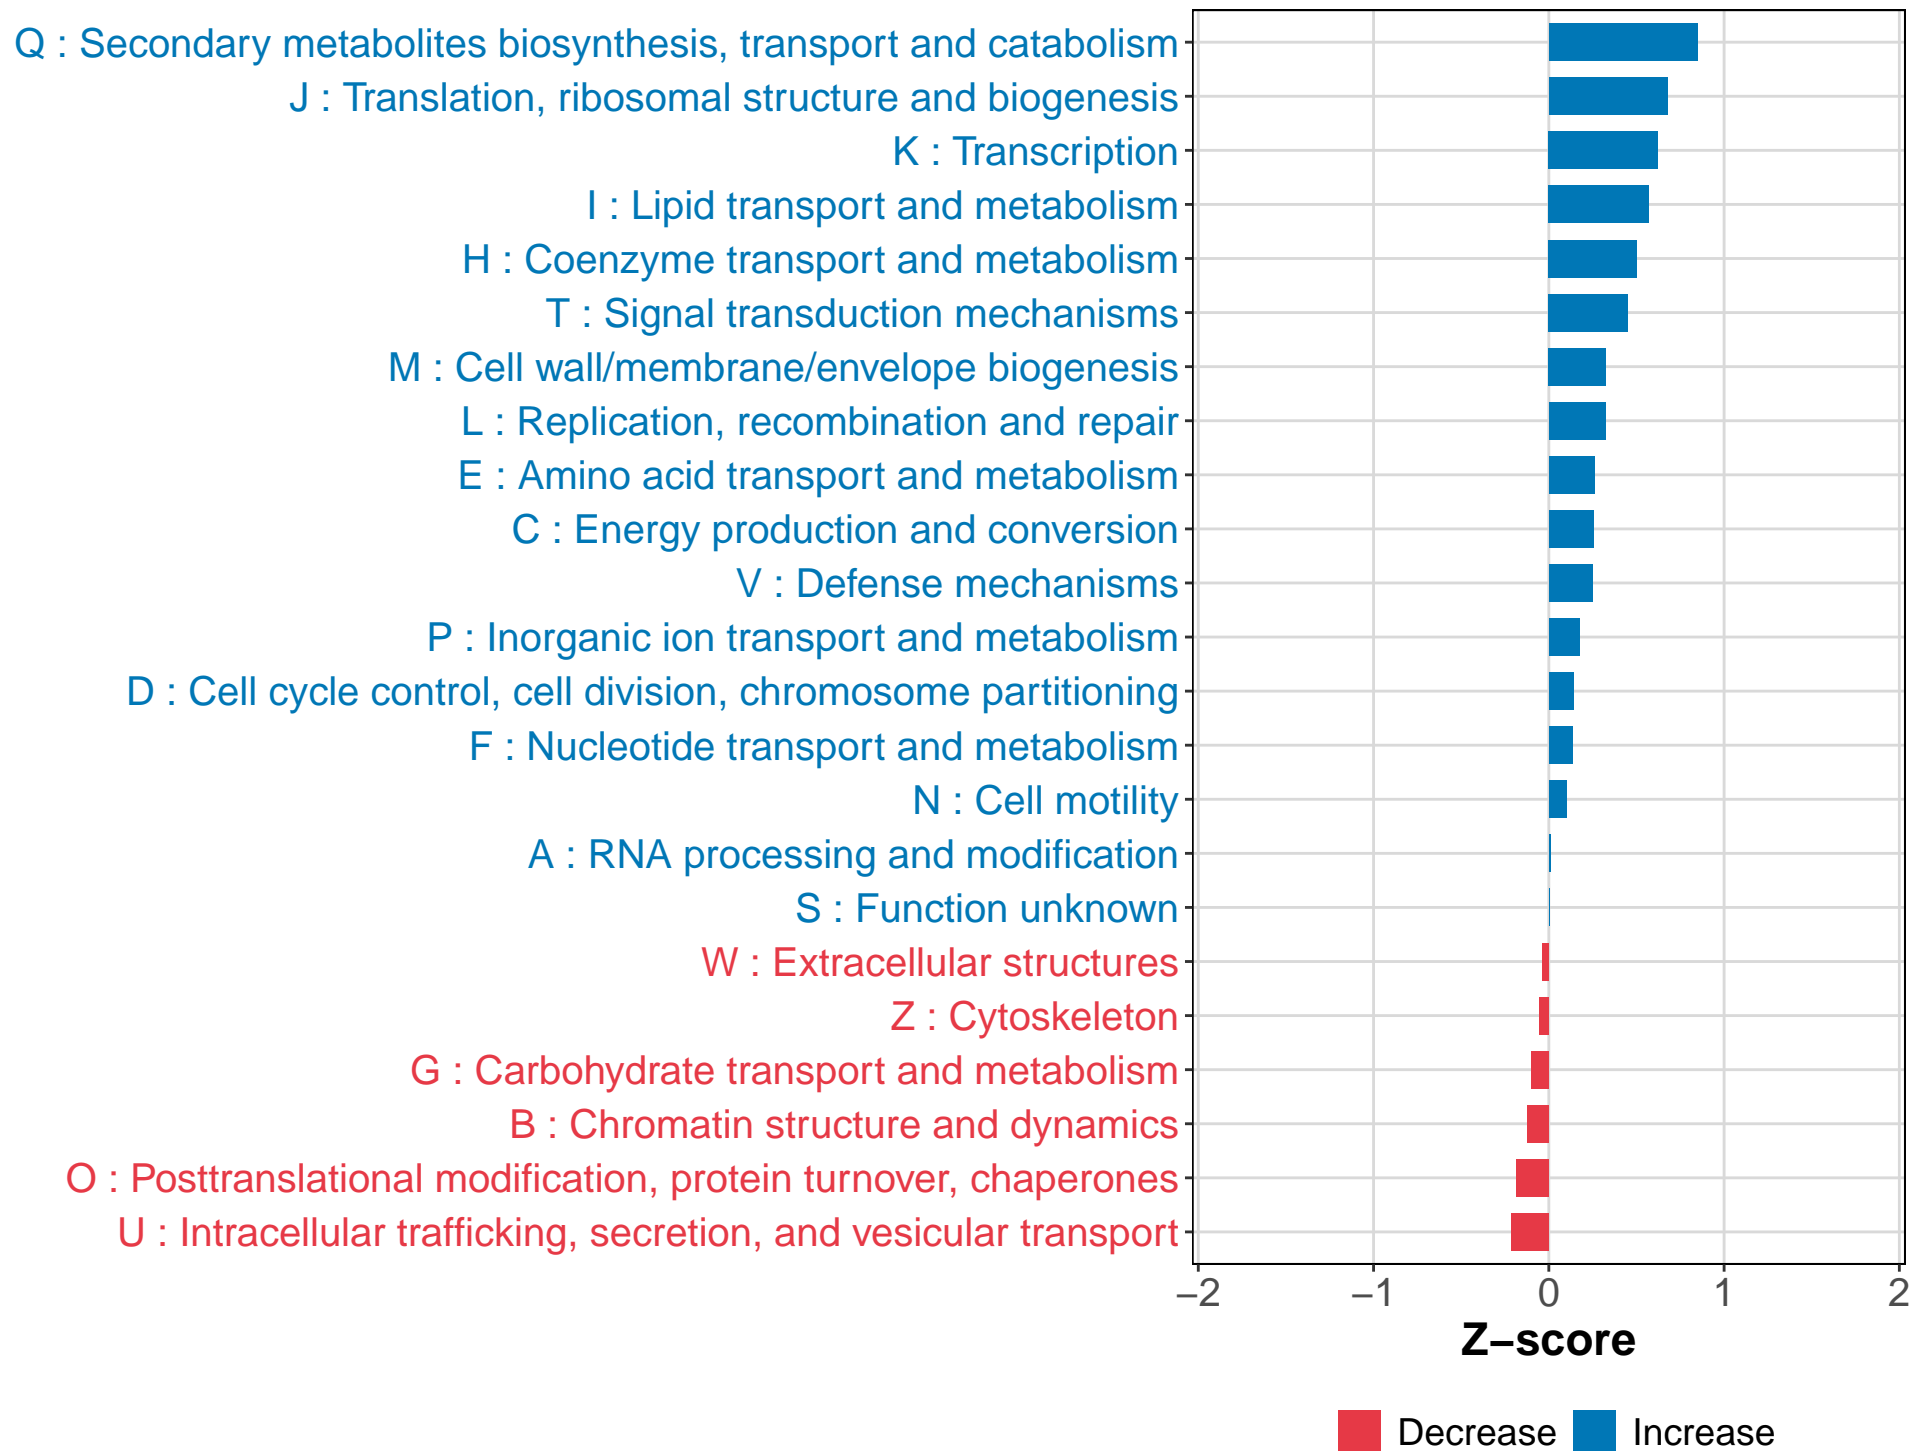 Q : Secondary metabolites biosynthesis, transport and catabolism
J : Translation, ribosomal structure and biogenesis
K : Transcription
I : Lipid transport and metabolism
H : Coenzyme transport and metabolism
T : Signal transduction mechanisms
M : Cell wall/membrane/envelope biogenesis
L : Replication, recombination and repair
E : Amino acid transport and metabolism
C : Energy production and conversion
V : Defense mechanisms
P : Inorganic ion transport and metabolism
D : Cell cycle control, cell division, chromosome partitioning
F : Nucleotide transport and metabolism
N : Cell motility
A : RNA processing and modification
S : Function unknown
W : Extracellular structures
Z : Cytoskeleton
G : Carbohydrate transport and metabolism
B : Chromatin structure and dynamics
O : Posttranslational modification, protein turnover, chaperones
U : Intracellular trafficking, secretion, and vesicular transport
−2 −1 0 1 2
Z−score
Decrease Increase